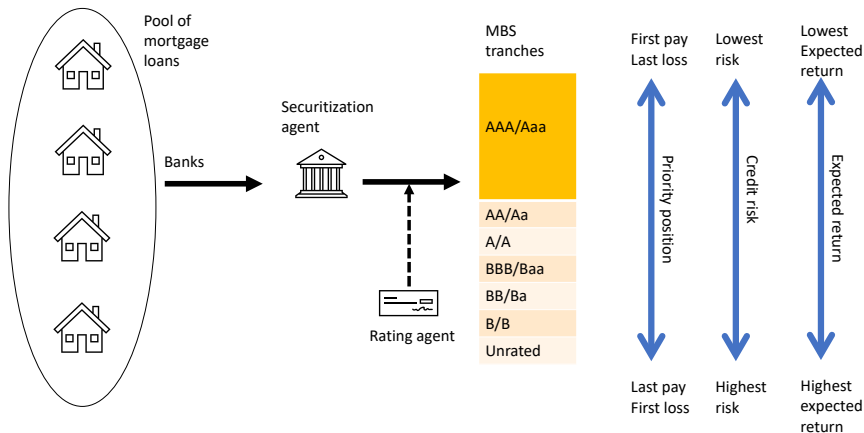 Pool of
mortgage
loans
Banks
Securitization
agent
Rating agent
MBS
tranches
AAA/Aaa
AA/Aa
A/A
BBB/Baa
BB/Ba
B/B
Unrated
First pay
Last loss
Priority position
Last pay
First loss
Lowest
risk
Credit risk
Highest
risk
Lowest
Expected
return
Expected return
Highest
expected
return